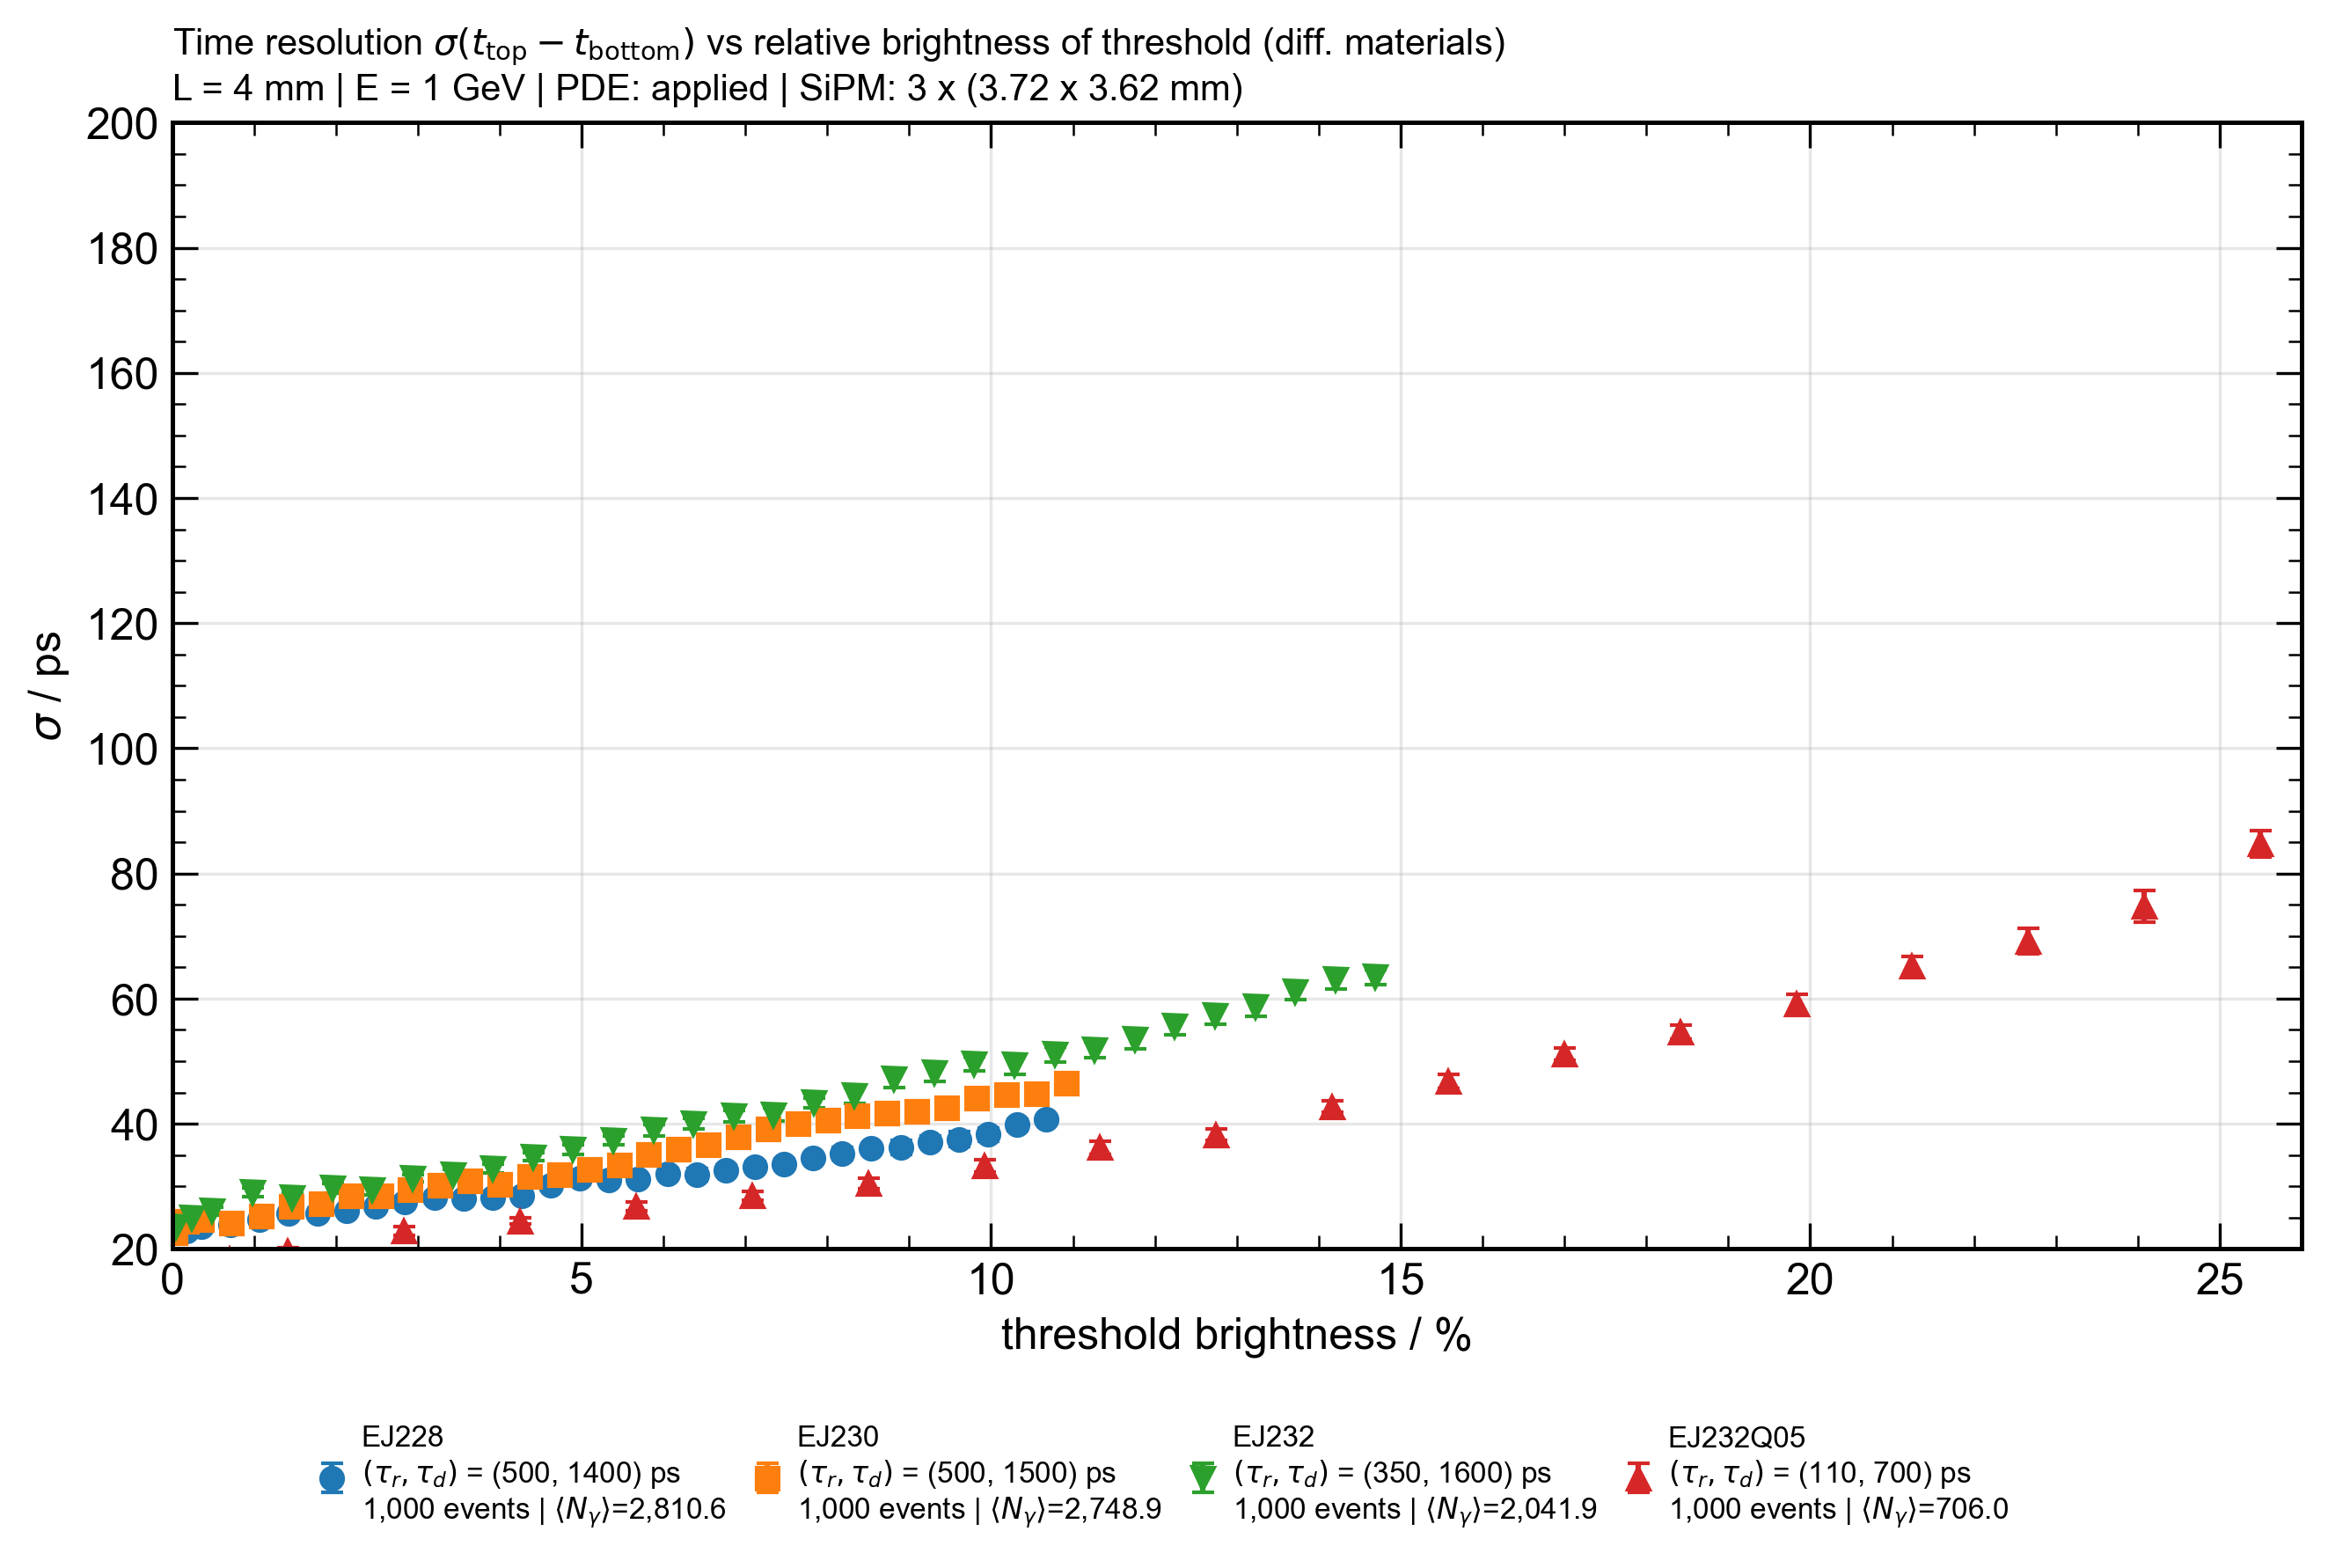 Time resolution σ(t_top − t_bottom) vs relative brightness of threshold (diff. materials)
L = 4 mm | E = 1 GeV | PDE: applied | SiPM: 3 x (3.72 x 3.62 mm)
200
180
160
140
120
100
80
60
40
20
σ / ps
0 5 10 15 20 25
threshold brightness / %
EJ228
(τ_r, τ_d) = (500, 1400) ps
1,000 events | ⟨N_γ⟩=2,810.6
EJ230
(τ_r, τ_d) = (500, 1500) ps
1,000 events | ⟨N_γ⟩=2,748.9
EJ232
(τ_r, τ_d) = (350, 1600) ps
1,000 events | ⟨N_γ⟩=2,041.9
EJ232Q05
(τ_r, τ_d) = (110, 700) ps
1,000 events | ⟨N_γ⟩=706.0